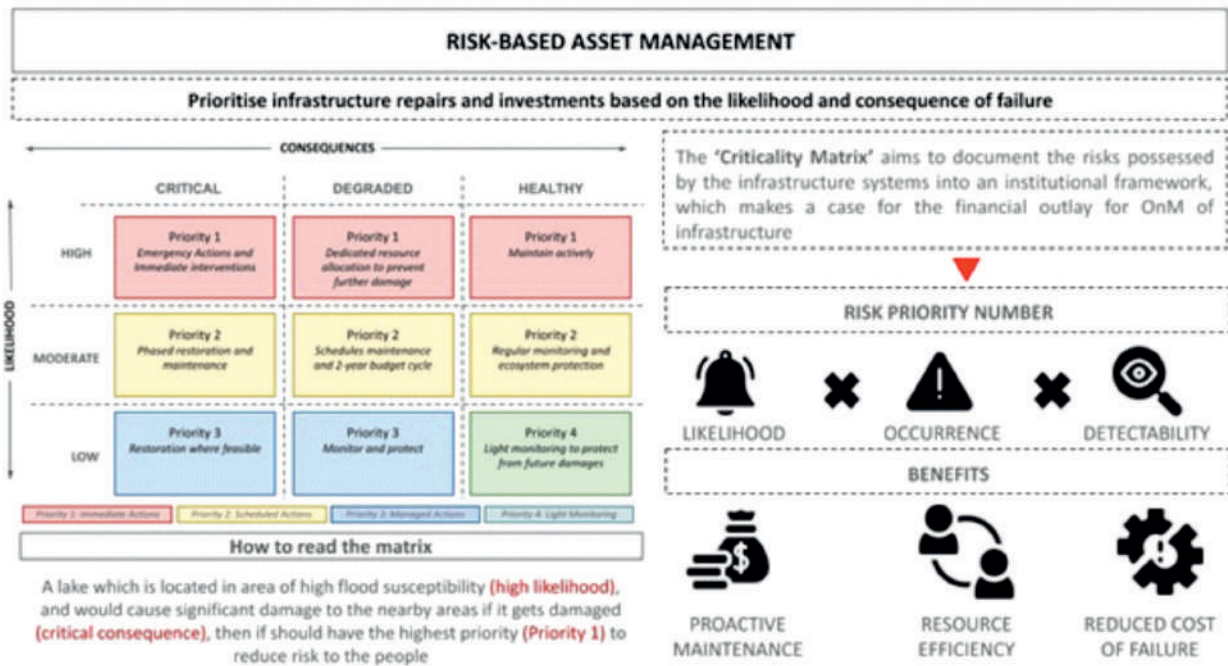 RISK-BASED ASSET MANAGEMENT
Prioritise infrastructure repairs and investments based on the likelihood and consequence of failure
CONSEQUENCES
CRITICAL
DEGRADED
HEALTHY
LIKELIHOOD
HIGH
Priority 1
Emergency Actions and
Immediate interventions
Priority 1
Dedicated resource
allocation to prevent
further damage
Priority 1
Maintain actively
MODERATE
Priority 2
Phased restoration and
maintenance
Priority 2
Schedules maintenance
and 2-year budget cycle
Priority 2
Regular monitoring and
ecosystem protection
LOW
Priority 3
Restoration where feasible
Priority 3
Monitor and protect
Priority 4
Light monitoring to protect
from future damages
Priority 1: Immediate Actions
Priority 2: Scheduled Actions
Priority 3: Managed Actions
Priority 4: Light Monitoring
How to read the matrix
A lake which is located in area of high flood susceptibility (high likelihood),
and would cause significant damage to the nearby areas if it gets damaged
(critical consequence), then if should have the highest priority (Priority 1) to
reduce risk to the people
The 'Criticality Matrix' aims to document the risks possessed
by the infrastructure systems into an institutional framework,
which makes a case for the financial outlay for OnM of
infrastructure
RISK PRIORITY NUMBER
LIKELIHOOD
OCCURRENCE
DETECTABILITY
BENEFITS
$
PROACTIVE
MAINTENANCE
RESOURCE
EFFICIENCY
REDUCED COST
OF FAILURE